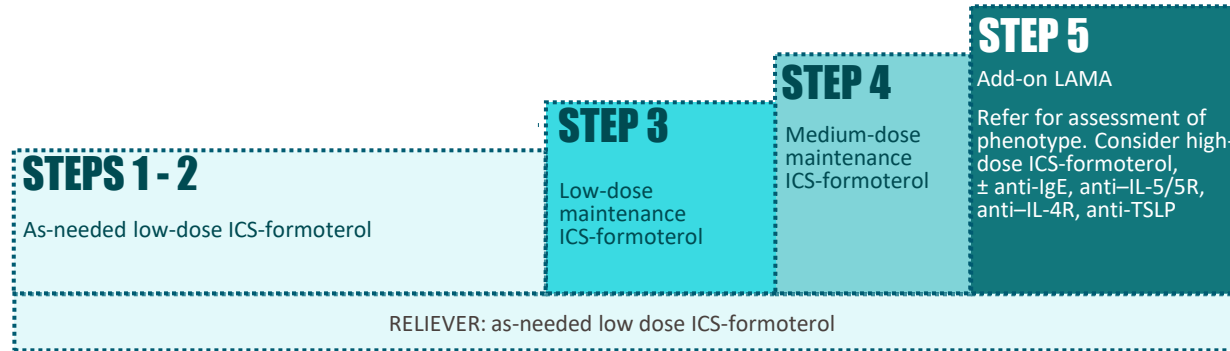 STEPS 1 - 2
As-needed low-dose ICS-formoterol
STEP 3
Low-dose
maintenance
ICS-formoterol
STEP 4
Medium-dose
maintenance
ICS-formoterol
STEP 5
Add-on LAMA
Refer for assessment of
phenotype. Consider high-
dose ICS-formoterol,
± anti-IgE, anti–IL-5/5R,
anti–IL-4R, anti-TSLP
RELIEVER: as-needed low dose ICS-formoterol